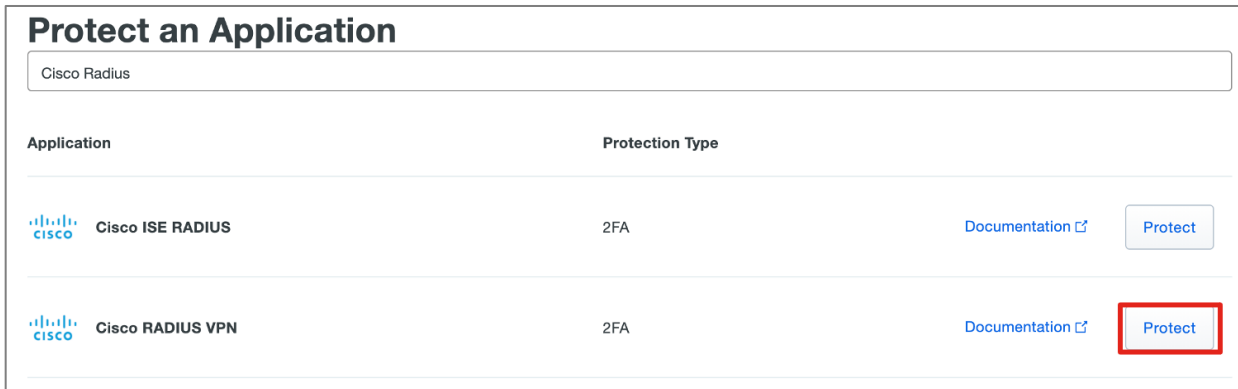 Protect an Application
Cisco Radius
Application Protection Type
CISCO Cisco ISE RADIUS 2FA Documentation Protect
CISCO Cisco RADIUS VPN 2FA Documentation Protect